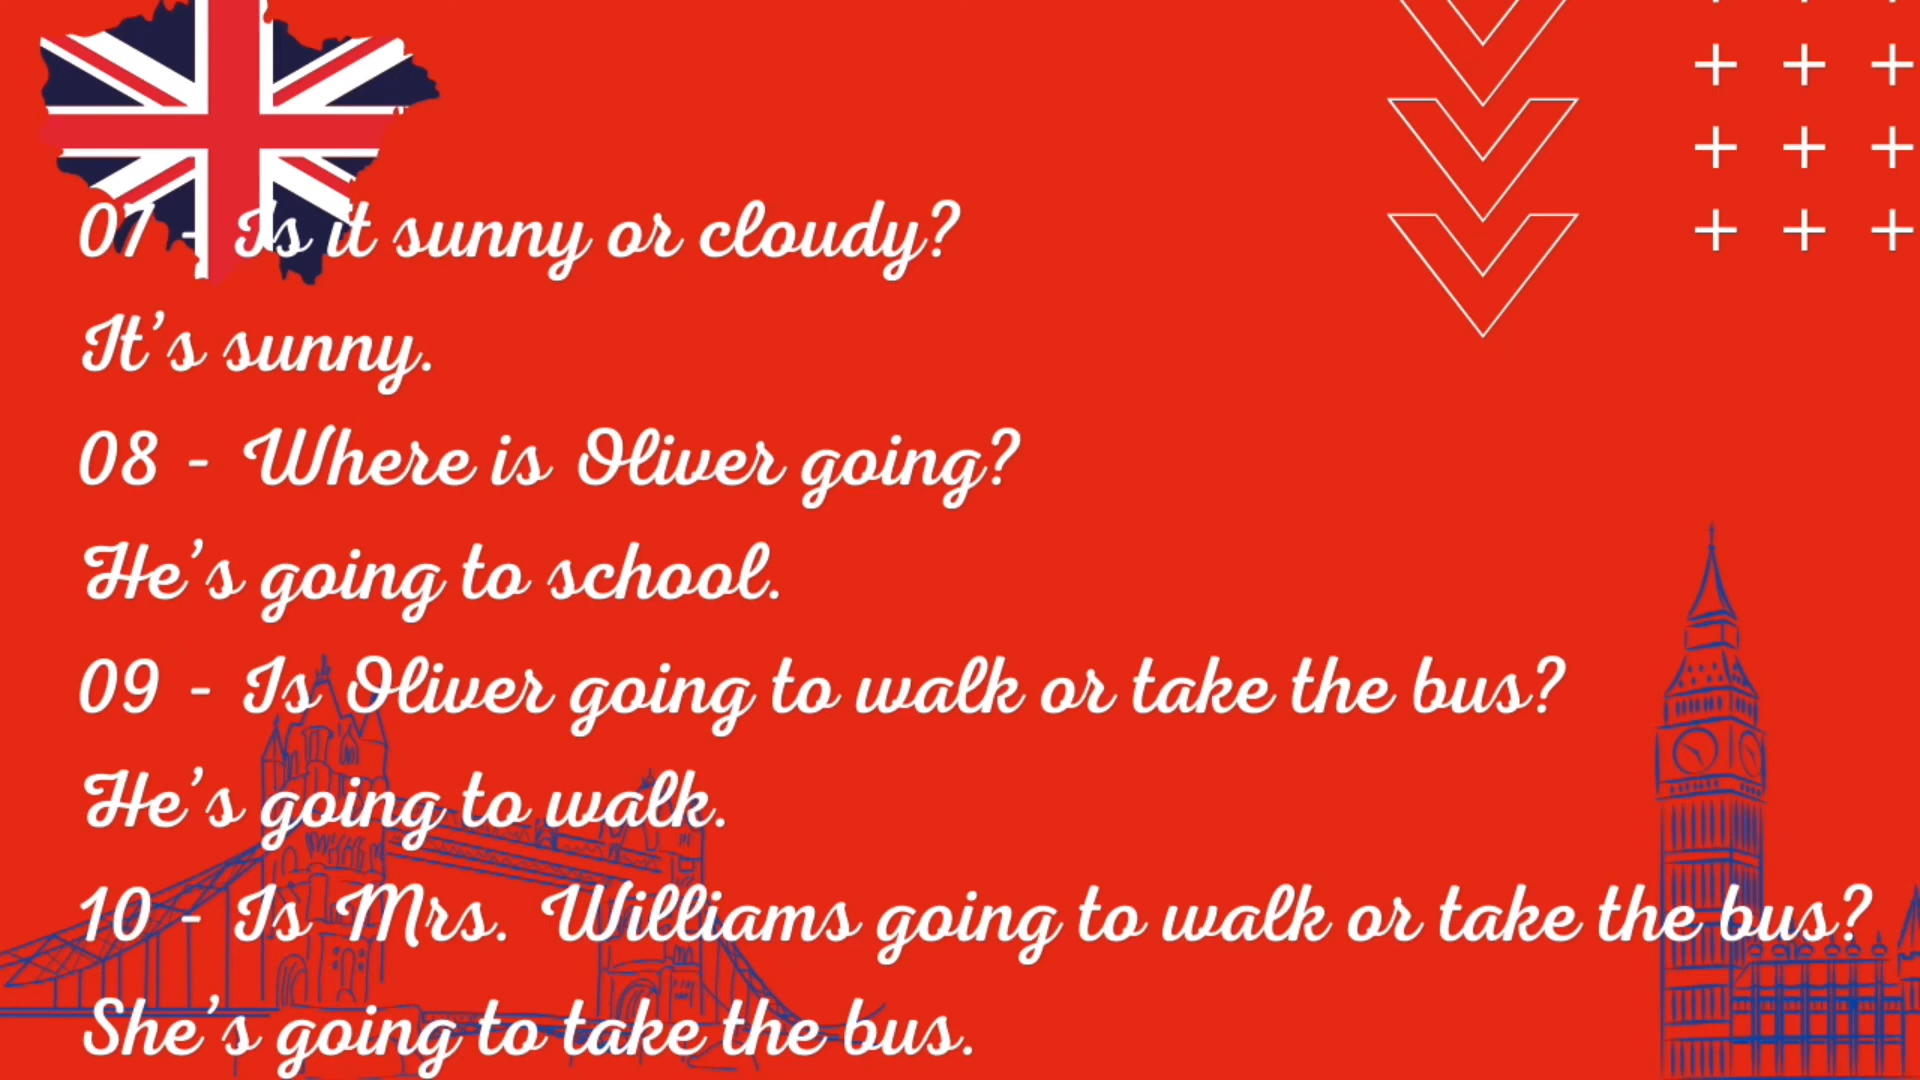 07 - Is it sunny or cloudy?
It's sunny.
08 - Where is Oliver going?
He's going to school.
09 - Is Oliver going to walk or take the bus?
He's going to walk.
10 - Is Mrs. Williams going to walk or take the bus?
She's going to take the bus.